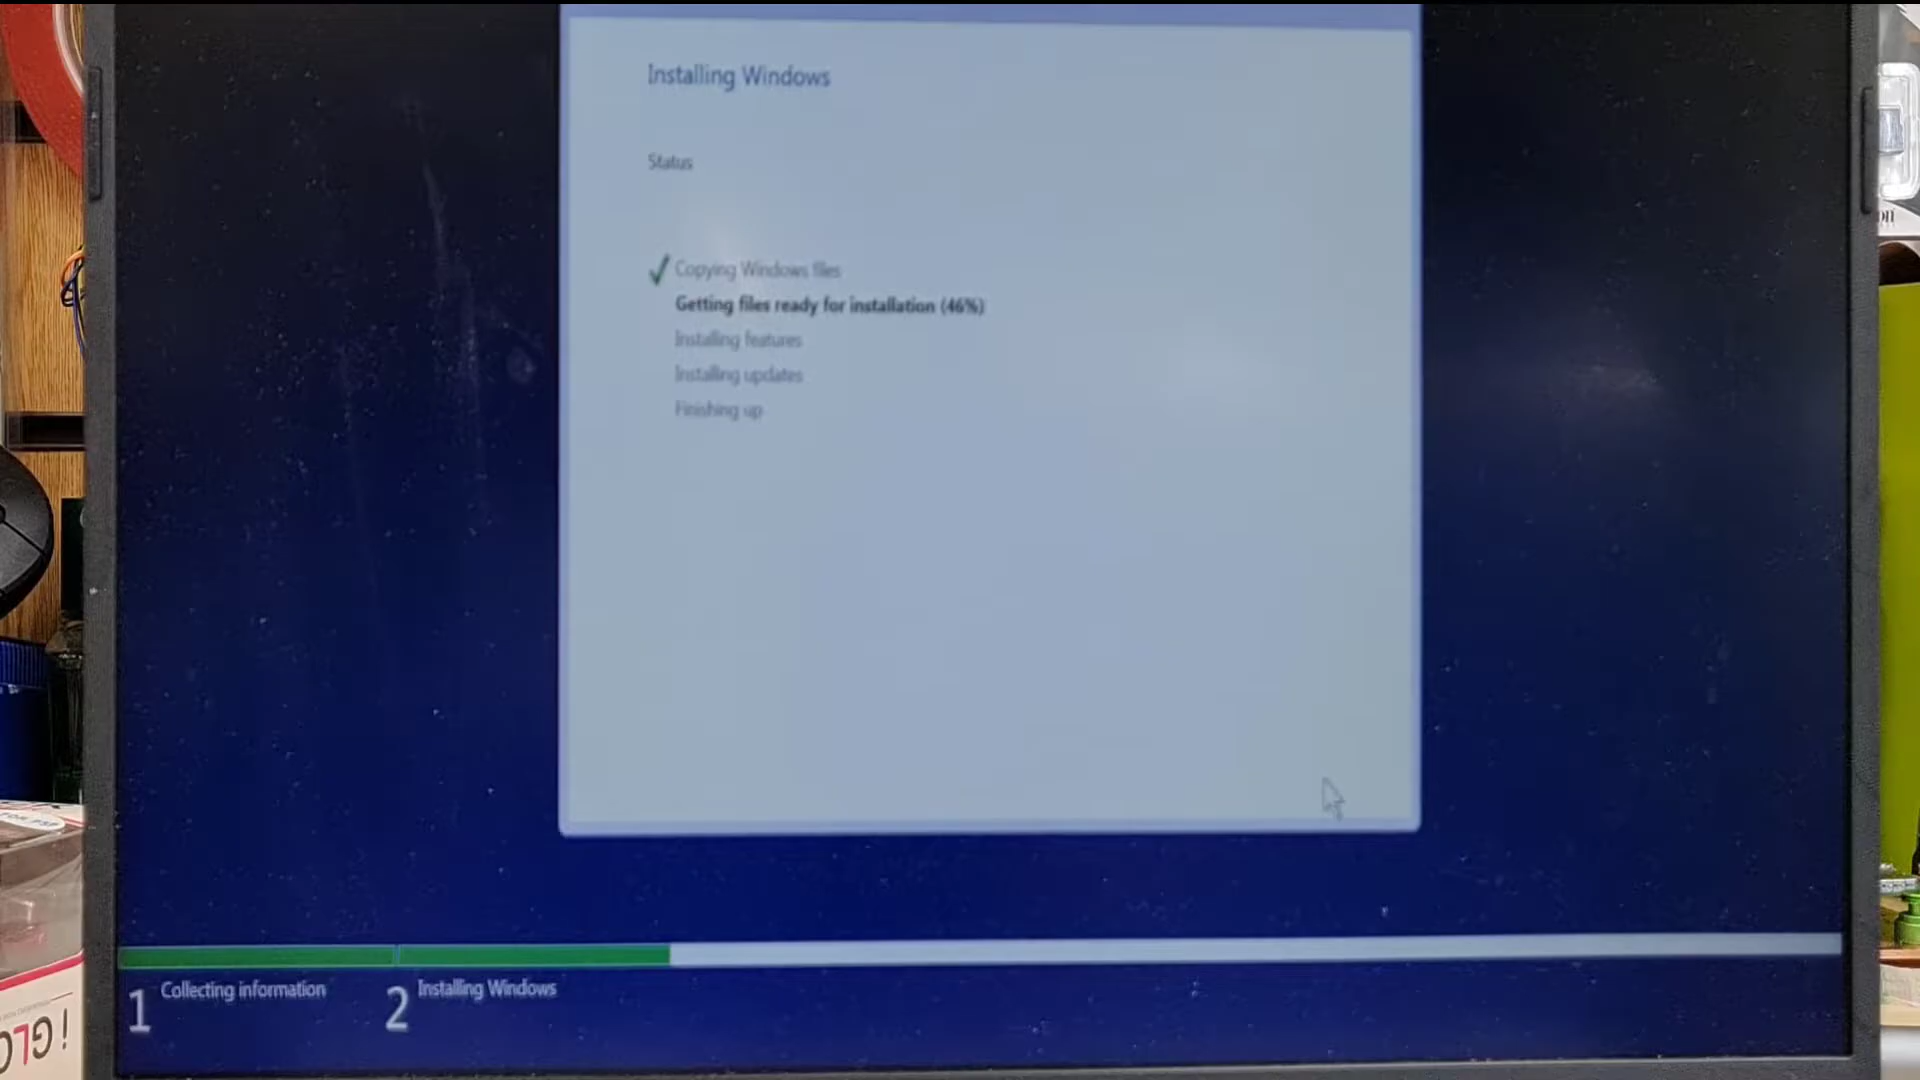 Installing Windows
Status
Copying Windows files
Getting files ready for installation (46%)
Installing features
Installing updates
Finishing up
1 Collecting information
2 Installing Windows